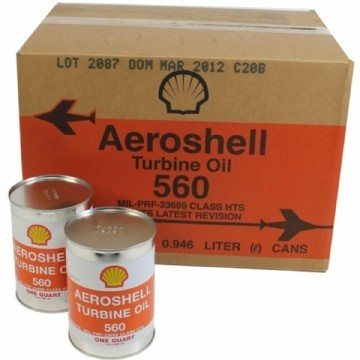 LOT 2087 DOM MAR 2012 C20B
Aeroshell
Turbine Oil
560
MIL-PRF-23699 CLASS HTS
LATEST REVISION
0.946 LITER (ℓ) CANS
AEROSHELL
TURBINE OIL
560
ONE QUART
AEROSHELL
TURBINE OIL
560
ONE QUART